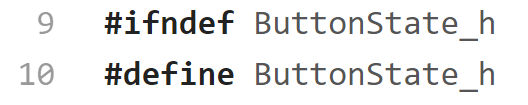 9 #ifndef ButtonState_h
10 #define ButtonState_h